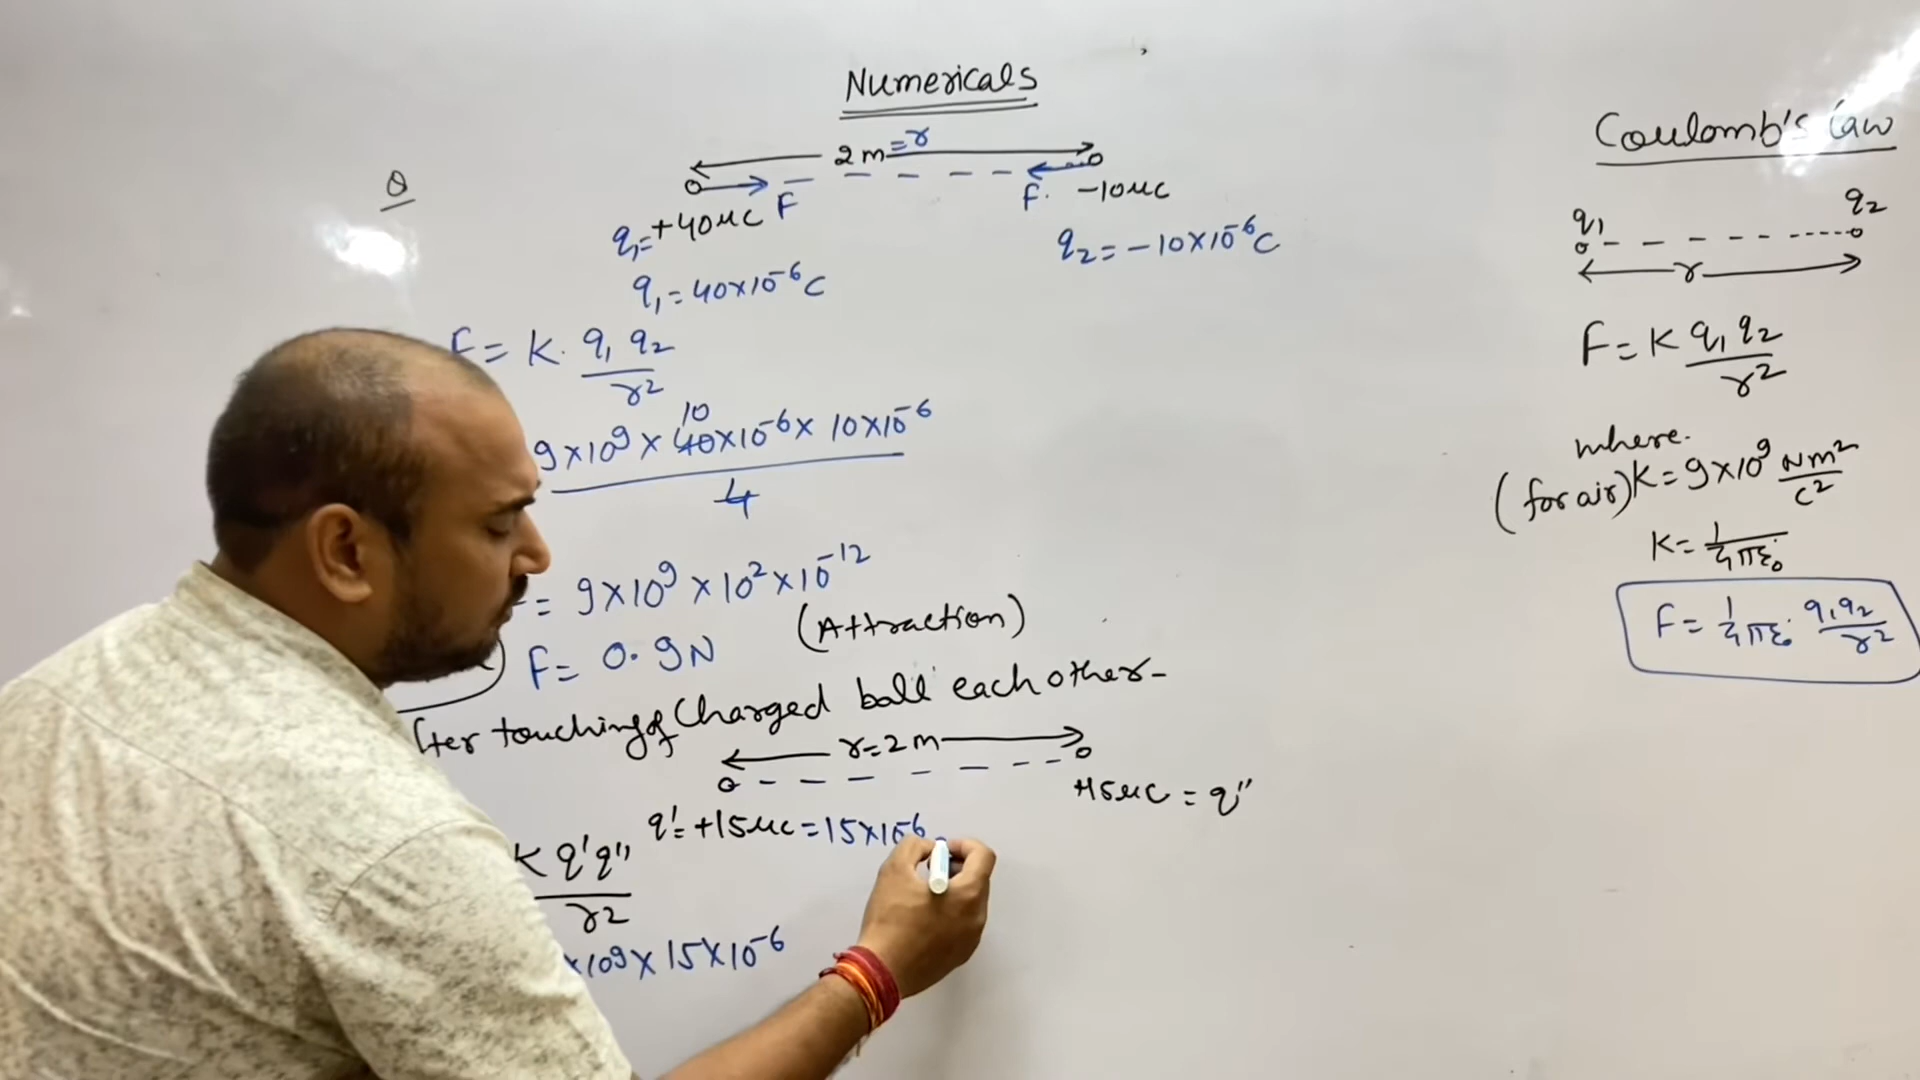 Numericals
2m=r
θ
F
F. -10μC
q₁=+40μC
q₂=-10×10⁻⁶C
q₁=40×10⁻⁶C
F=K. q₁ q₂
r²
10
9×10⁹×40×10⁻⁶×10×10⁻⁶
4
=9×10⁹×10²×10⁻¹²
F= 0.9N (Attraction)
fter touching of Charged ball each other-
r=2m
+15μC = q''
q'=+15μC=15×10⁻⁶
K q'q''
r²
×10⁹×15×10⁻⁶
Coulomb's law
q₁ q₂
r
F=K q₁q₂
r²
where.
(for air) K=9×10⁹ Nm²
C²
K= 1
4πε₀
F= 1 q₁q₂
4πε₀ r²